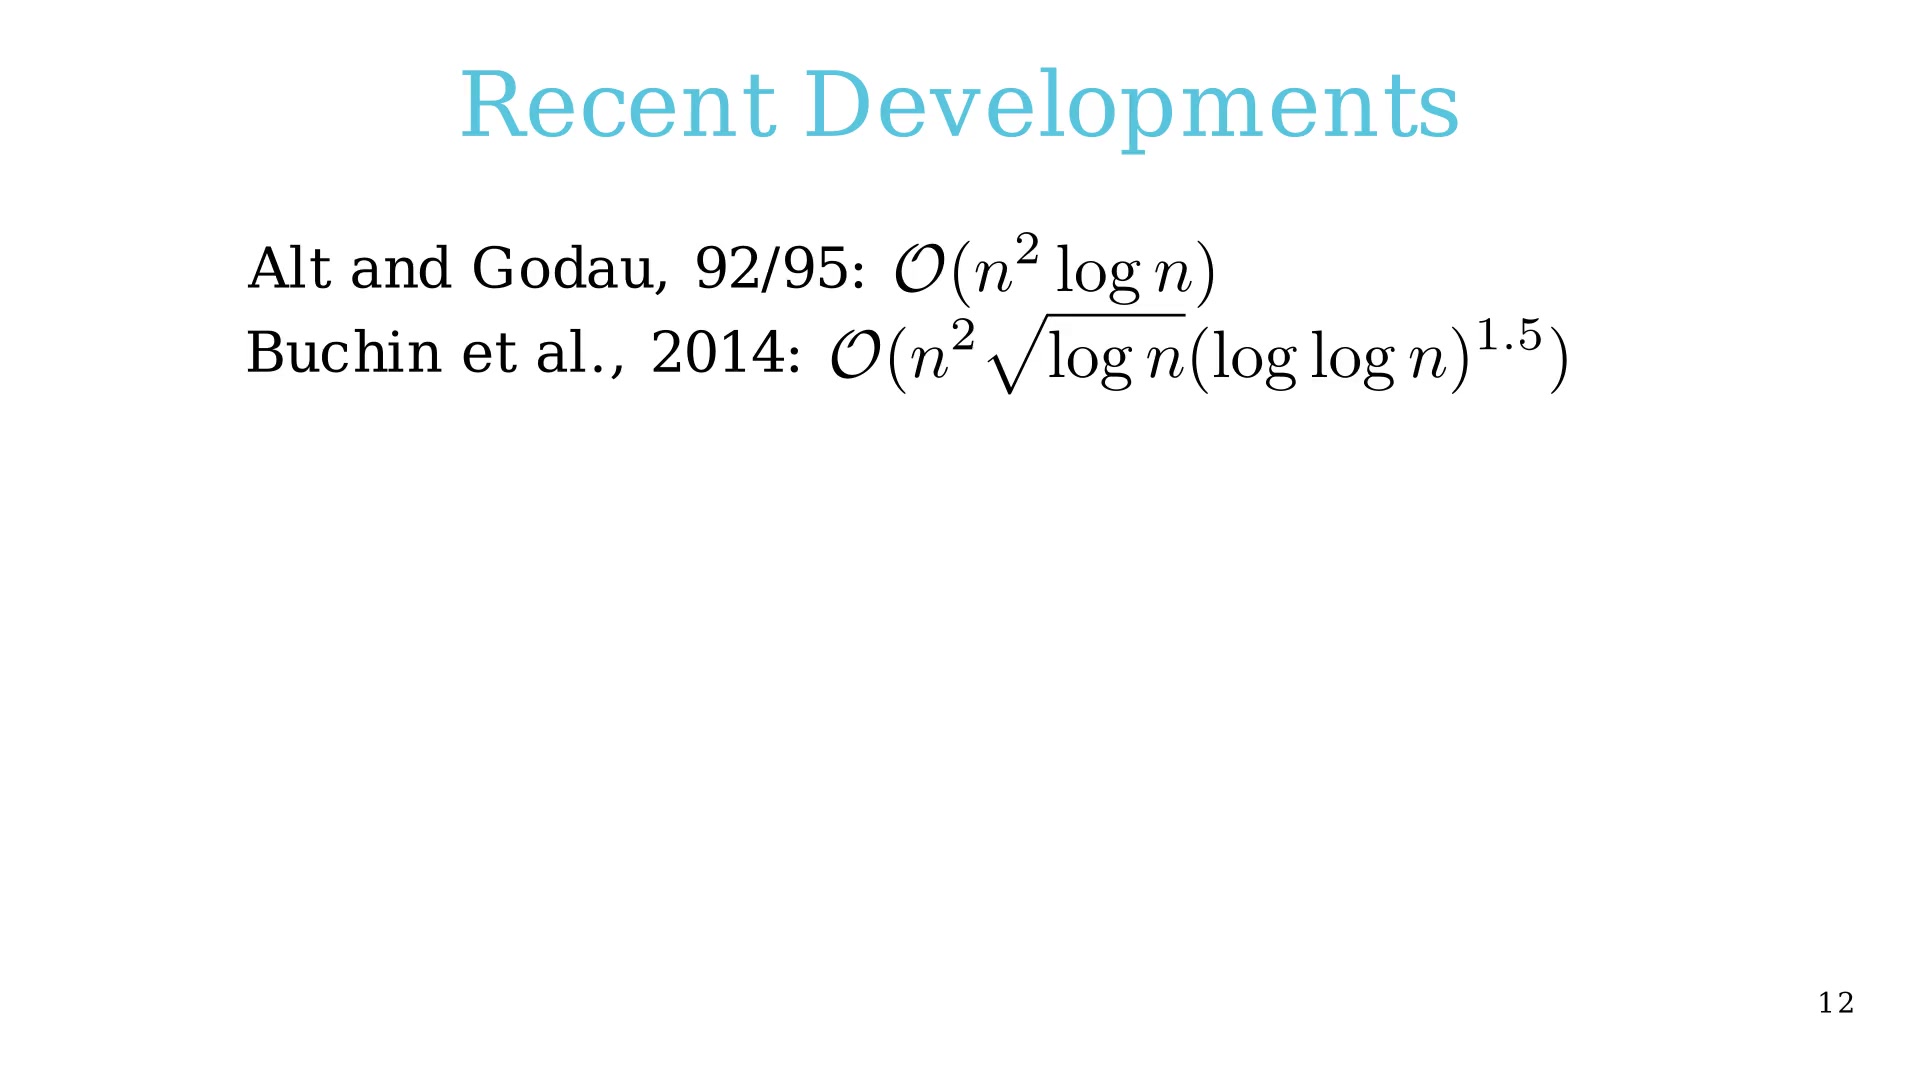 Recent Developments
Alt and Godau, 92/95: $\mathcal{O}(n^2 \log n)$
Buchin et al., 2014: $\mathcal{O}(n^2 \sqrt{\log n}(\log \log n)^{1.5})$
12